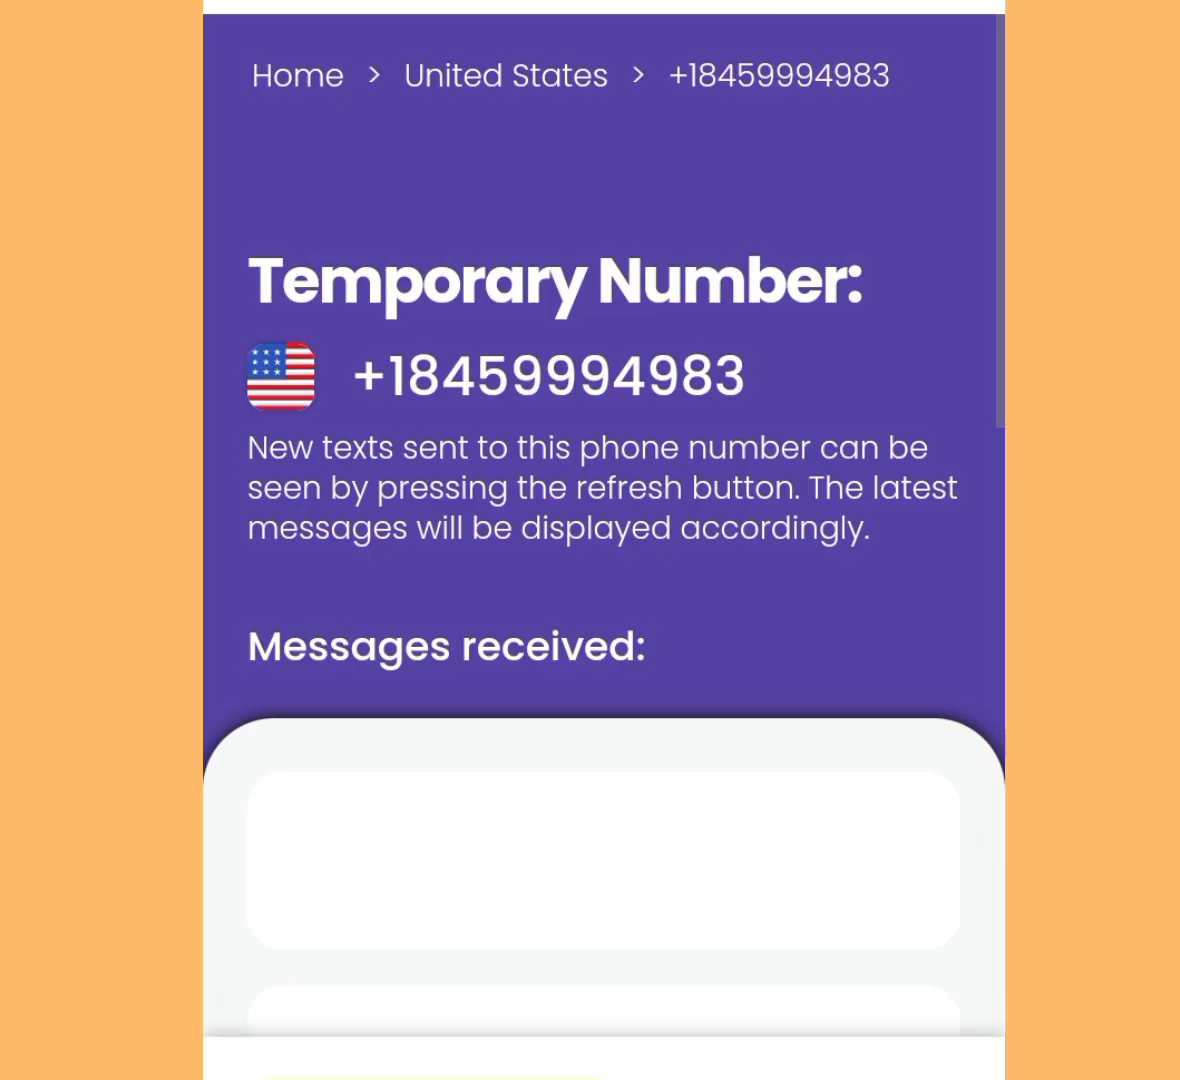 Home > United States > +18459994983
Temporary Number:
+18459994983
New texts sent to this phone number can be
seen by pressing the refresh button. The latest
messages will be displayed accordingly.
Messages received: